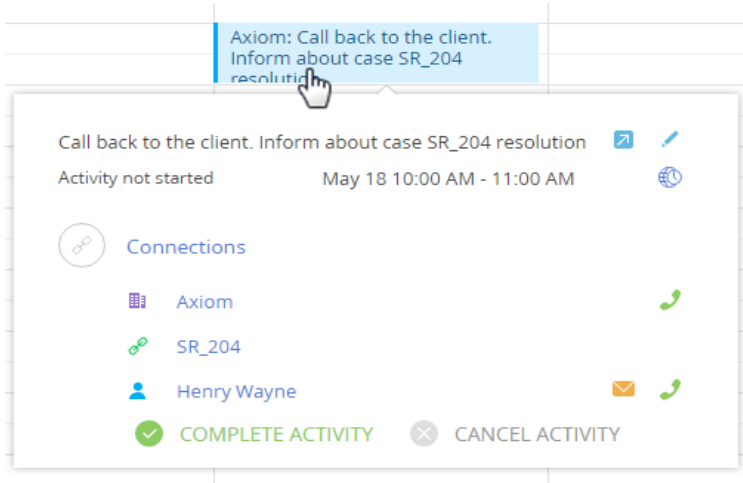 Axiom: Call back to the client.
Inform about case SR_204
resolution
Call back to the client. Inform about case SR_204 resolution
Activity not started May 18 10:00 AM - 11:00 AM
Connections
Axiom
SR_204
Henry Wayne
COMPLETE ACTIVITY CANCEL ACTIVITY